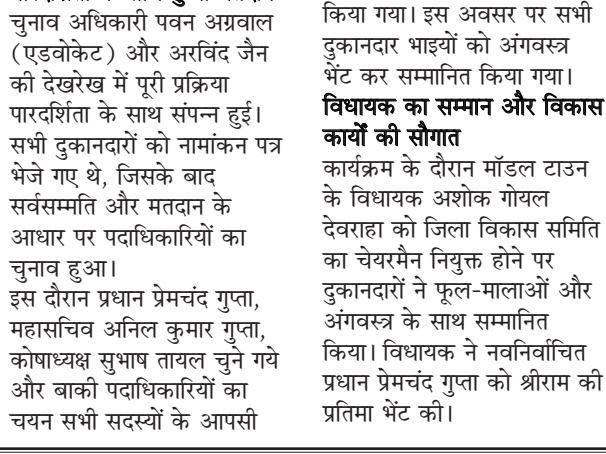 चुनाव अधिकारी पवन अग्रवाल
(एडवोकेट) और अरविंद जैन
की देखरेख में पूरी प्रक्रिया
पारदर्शिता के साथ संपन्न हुई।
सभी दुकानदारों को नामांकन पत्र
भेजे गए थे, जिसके बाद
सर्वसम्मति और मतदान के
आधार पर पदाधिकारियों का
चुनाव हुआ।
इस दौरान प्रधान प्रेमचंद गुप्ता,
महासचिव अनिल कुमार गुप्ता,
कोषाध्यक्ष सुभाष तायल चुने गये
और बाकी पदाधिकारियों का
चयन सभी सदस्यों के आपसी
किया गया। इस अवसर पर सभी
दुकानदार भाइयों को अंगवस्त्र
भेंट कर सम्मानित किया गया।
विधायक का सम्मान और विकास
कार्यों की सौगात
कार्यक्रम के दौरान मॉडल टाउन
के विधायक अशोक गोयल
देवराहा को जिला विकास समिति
का चेयरमैन नियुक्त होने पर
दुकानदारों ने फूल-मालाओं और
अंगवस्त्र के साथ सम्मानित
किया। विधायक ने नवनिर्वाचित
प्रधान प्रेमचंद गुप्ता को श्रीराम की
प्रतिमा भेंट की।